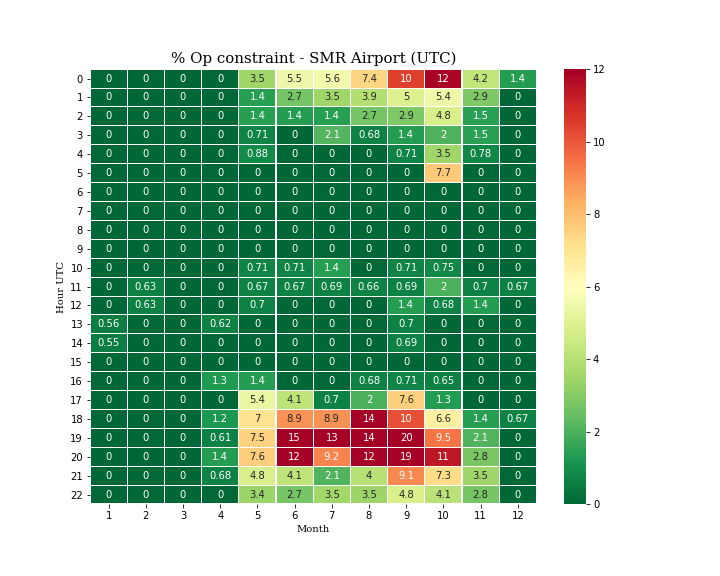 % Op constraint - SMR Airport (UTC)
0 0 0 0 0 3.5 5.5 5.6 7.4 10 12 4.2 1.4
1 0 0 0 0 1.4 2.7 3.5 3.9 5 5.4 2.9 0
2 0 0 0 0 1.4 1.4 1.4 2.7 2.9 4.8 1.5 0
3 0 0 0 0 0.71 0 2.1 0.68 1.4 2 1.5 0
4 0 0 0 0 0.88 0 0 0 0.71 3.5 0.78 0
5 0 0 0 0 0 0 0 0 0 7.7 0 0
6 0 0 0 0 0 0 0 0 0 0 0 0
7 0 0 0 0 0 0 0 0 0 0 0 0
8 0 0 0 0 0 0 0 0 0 0 0 0
9 0 0 0 0 0 0 0 0 0 0 0 0
10 0 0 0 0 0.71 0.71 1.4 0 0.71 0.75 0 0
11 0 0.63 0 0 0.67 0.67 0.69 0.66 0.69 2 0.7 0.67
12 0 0.63 0 0 0.7 0 0 0 1.4 0.68 1.4 0
13 0.56 0 0 0.62 0 0 0 0 0.7 0 0 0
14 0.55 0 0 0 0 0 0 0 0.69 0 0 0
15 0 0 0 0 0 0 0 0 0 0 0 0
16 0 0 0 1.3 1.4 0 0 0.68 0.71 0.65 0 0
17 0 0 0 0 5.4 4.1 0.7 2 7.6 1.3 0 0
18 0 0 0 1.2 7 8.9 8.9 14 10 6.6 1.4 0.67
19 0 0 0 0.61 7.5 15 13 14 20 9.5 2.1 0
20 0 0 0 1.4 7.6 12 9.2 12 19 11 2.8 0
21 0 0 0 0.68 4.8 4.1 2.1 4 9.1 7.3 3.5 0
22 0 0 0 0 3.4 2.7 3.5 3.5 4.8 4.1 2.8 0
1 2 3 4 5 6 7 8 9 10 11 12
Month
Hour UTC
12
10
8
6
4
2
0